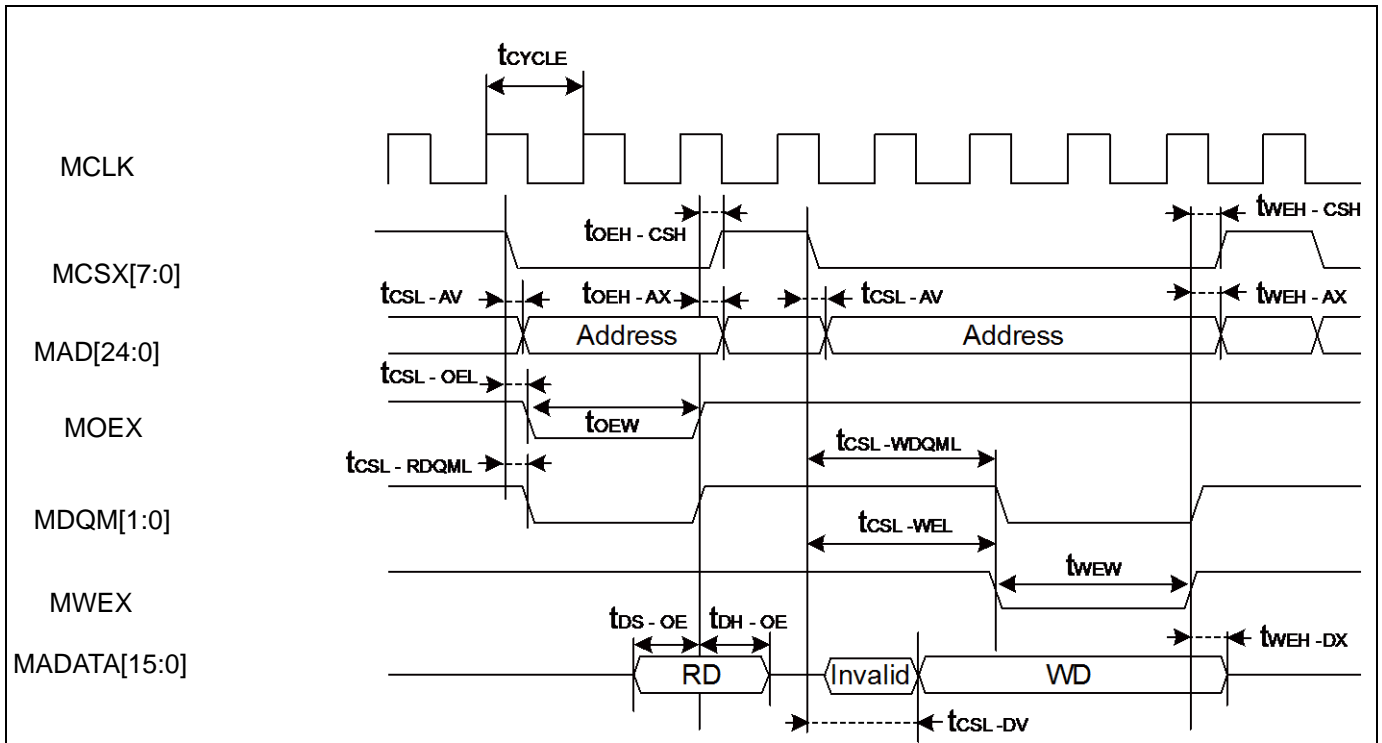 tCYCLE
MCLK
tOEH - CSH
tWEH - CSH
MCSX[7:0]
tCSL - AV
tOEH - AX
tCSL - AV
tWEH - AX
MAD[24:0]
Address
Address
tCSL - OEL
MOEX
tOEW
tCSL - RDQML
tCSL - WDQML
MDQM[1:0]
tCSL - WEL
MWEX
tWEW
tDS - OE
tDH - OE
tWEH - DX
MADATA[15:0]
RD
Invalid
WD
tCSL - DV